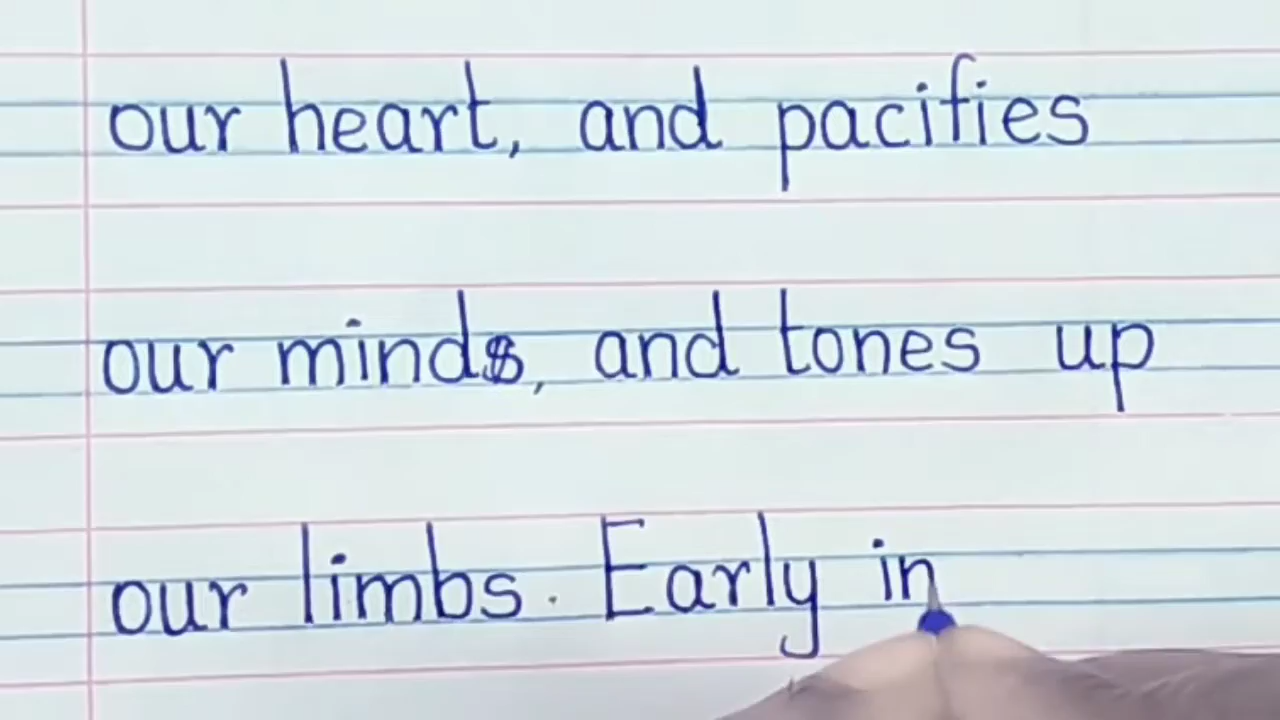 our heart, and pacifies
our minds, and tones up
our limbs. Early in